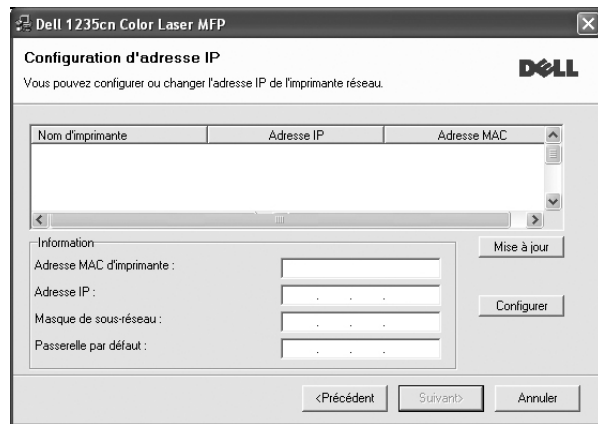 Dell 1235cn Color Laser MFP
Configuration d'adresse IP
Vous pouvez configurer ou changer l'adresse IP de l'imprimante réseau.
DELL
Nom d'imprimante Adresse IP Adresse MAC
Information
Mise à jour
Adresse MAC d'imprimante :
Adresse IP :
Configurer
Masque de sous-réseau :
Passerelle par défaut :
<Précédent Suivant> Annuler